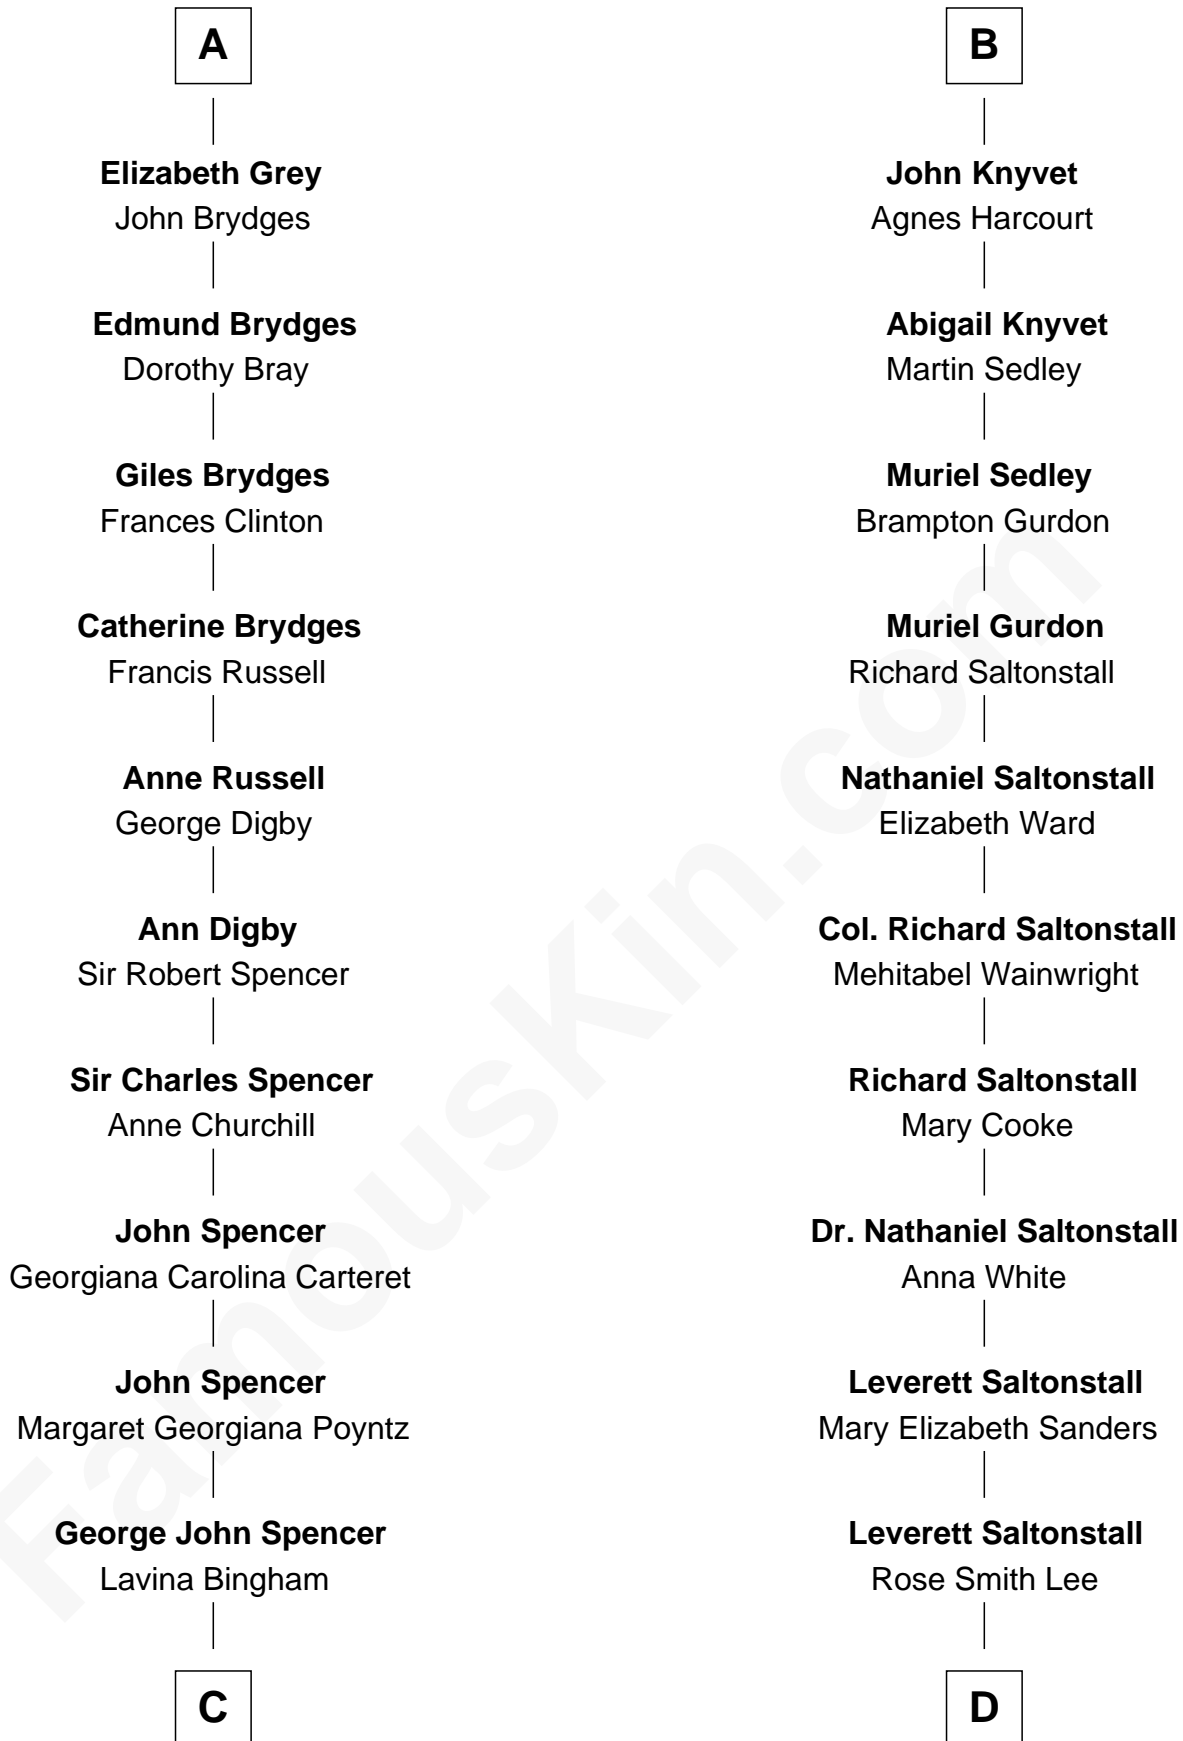 A
Elizabeth Grey
John Brydges
Edmund Brydges
Dorothy Bray
Giles Brydges
Frances Clinton
Catherine Brydges
Francis Russell
Anne Russell
George Digby
Ann Digby
Sir Robert Spencer
Sir Charles Spencer
Anne Churchill
John Spencer
Georgiana Carolina Carteret
John Spencer
Margaret Georgiana Poyntz
George John Spencer
Lavina Bingham
C
B
John Knyvet
Agnes Harcourt
Abigail Knyvet
Martin Sedley
Muriel Sedley
Brampton Gurdon
Muriel Gurdon
Richard Saltonstall
Nathaniel Saltonstall
Elizabeth Ward
Col. Richard Saltonstall
Mehitabel Wainwright
Richard Saltonstall
Mary Cooke
Dr. Nathaniel Saltonstall
Anna White
Leverett Saltonstall
Mary Elizabeth Sanders
Leverett Saltonstall
Rose Smith Lee
D
FamousKin.com